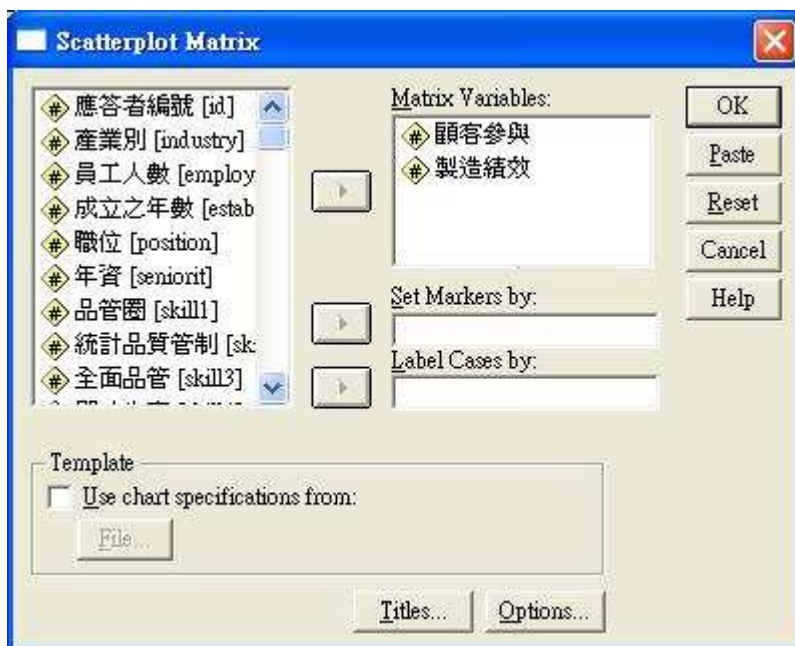 Scatterplot Matrix
應答者編號 [id]
產業別 [industry]
員工人數 [employ
成立之年數 [estab
職位 [position]
年資 [seniorit]
品管圈 [skill1]
統計品質管制 [sk
全面品管 [skill3]
Matrix Variables:
顧客參與
製造績效
Set Markers by:
Label Cases by:
OK
Paste
Reset
Cancel
Help
Template
Use chart specifications from:
File...
Titles...
Options...